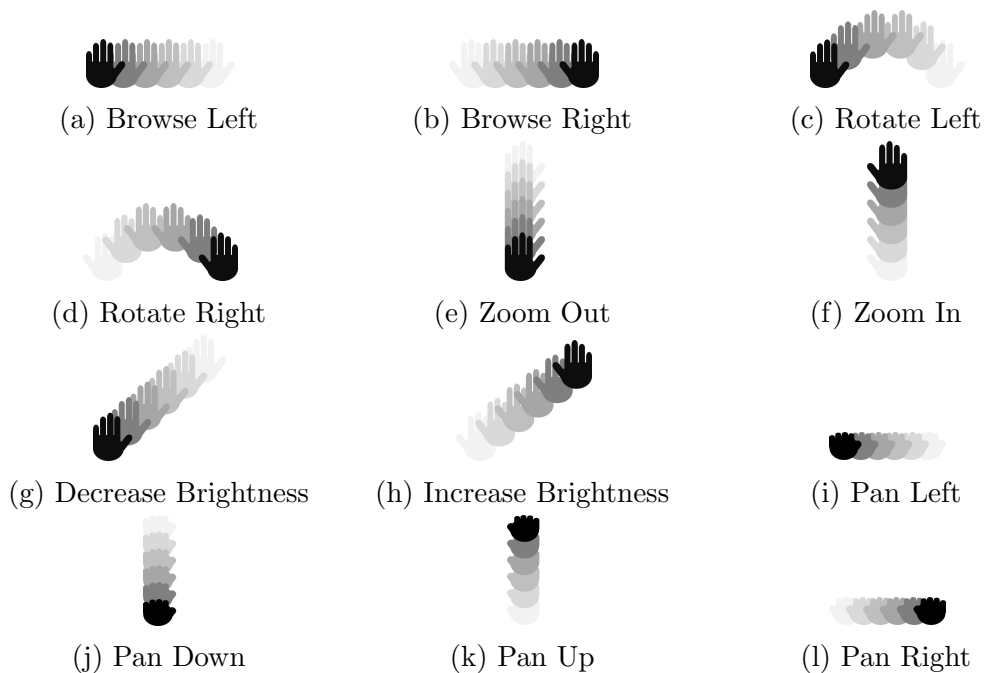 (a) Browse Left
(b) Browse Right
(c) Rotate Left
(d) Rotate Right
(e) Zoom Out
(f) Zoom In
(g) Decrease Brightness
(h) Increase Brightness
(i) Pan Left
(j) Pan Down
(k) Pan Up
(l) Pan Right